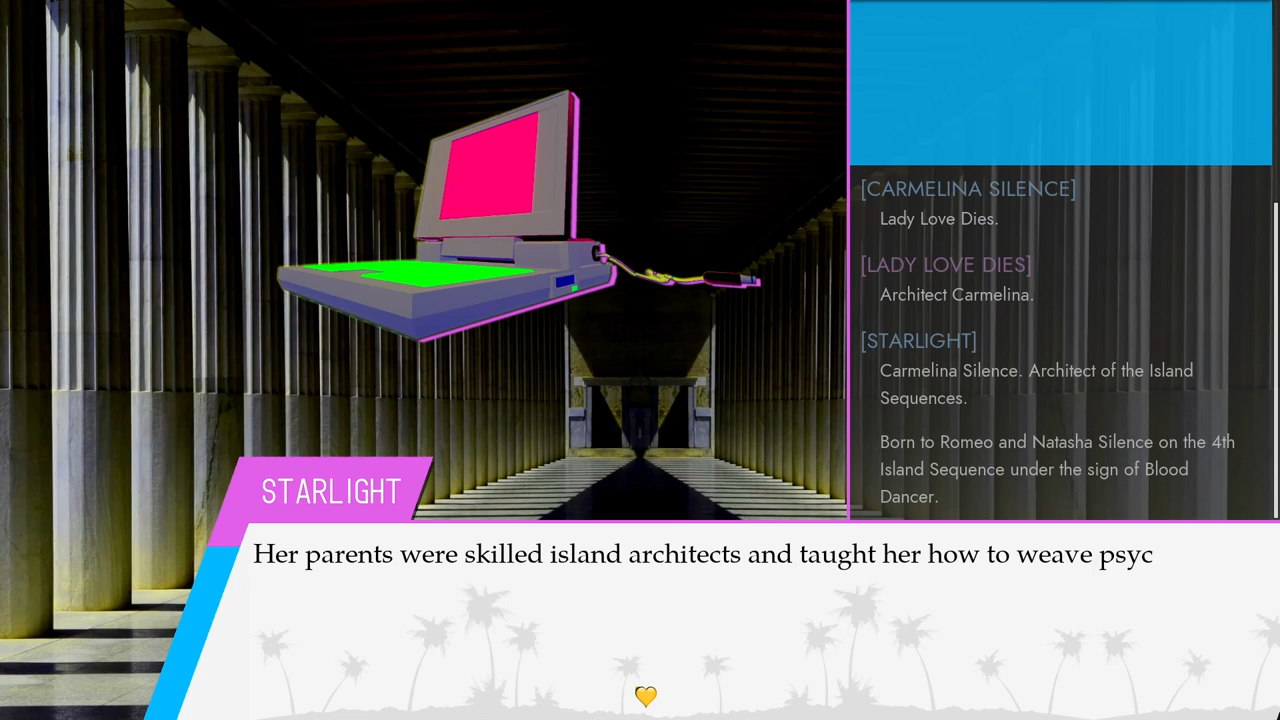 [CARMELINA SILENCE]
Lady Love Dies.
[LADY LOVE DIES]
Architect Carmelina.
[STARLIGHT]
Carmelina Silence. Architect of the Island
Sequences.
Born to Romeo and Natasha Silence on the 4th
Island Sequence under the sign of Blood
Dancer.
STARLIGHT
Her parents were skilled island architects and taught her how to weave psyc